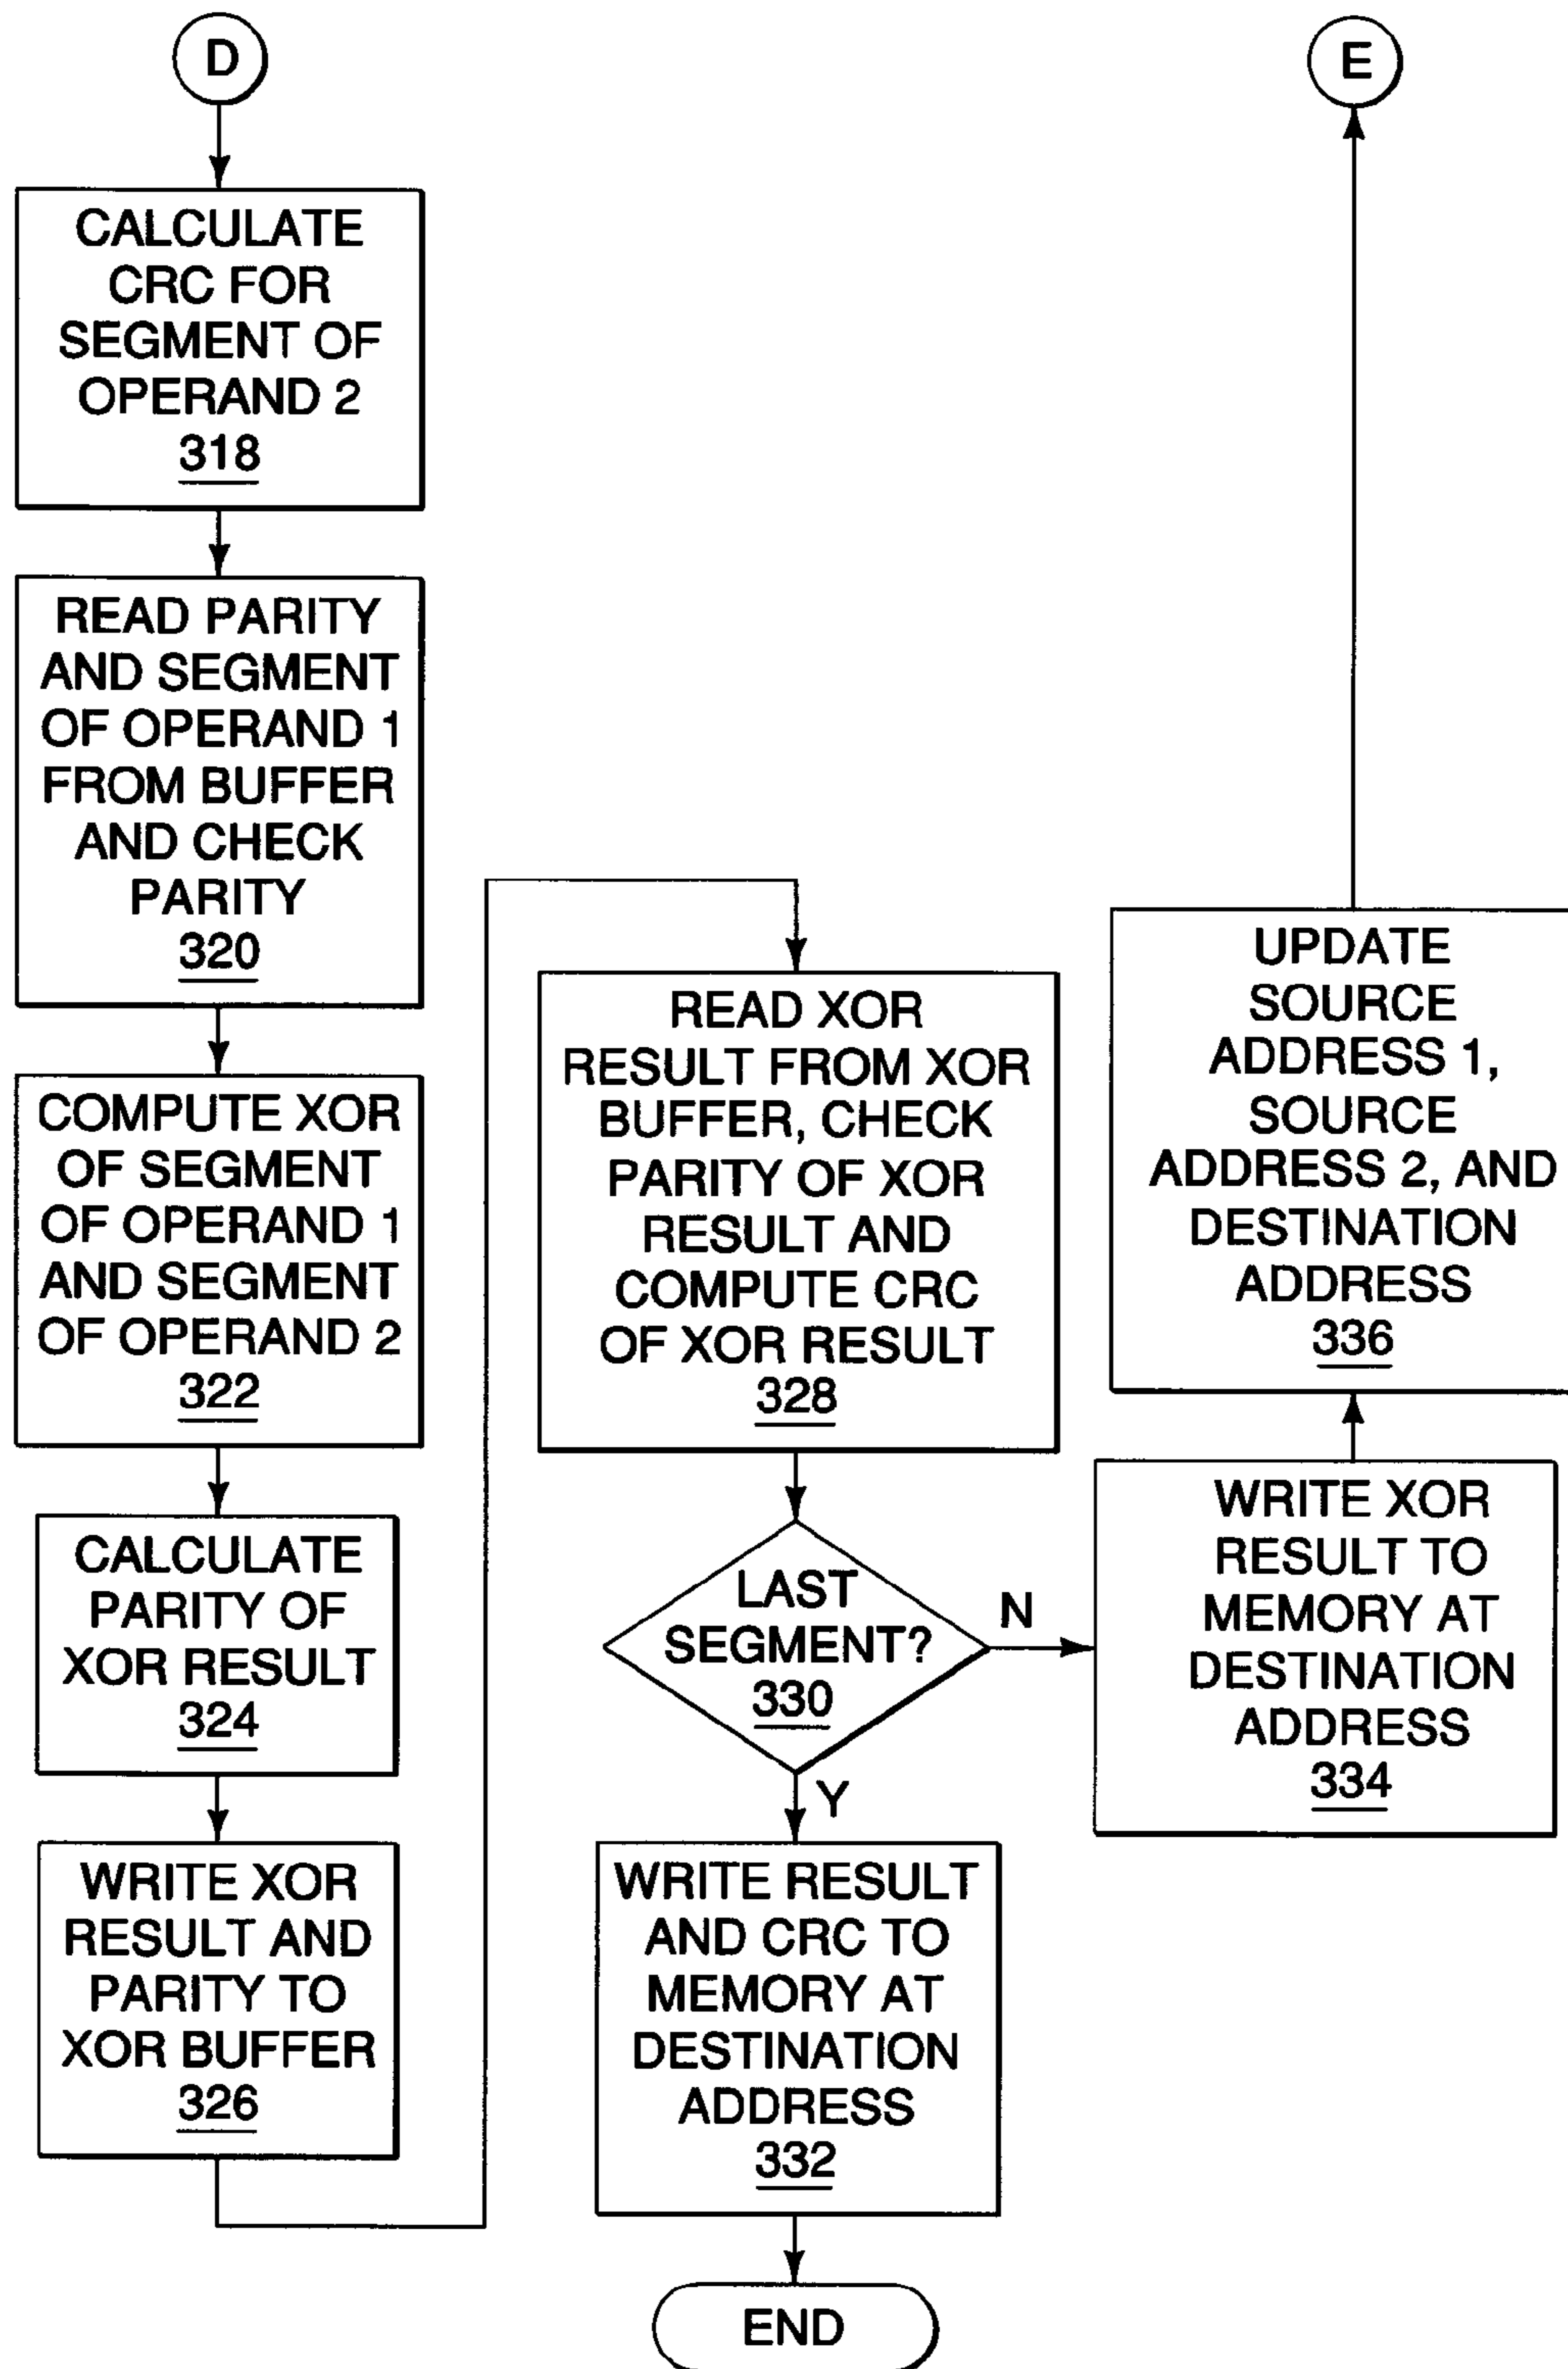 D
CALCULATE
CRC FOR
SEGMENT OF
OPERAND 2
318
READ PARITY
AND SEGMENT
OF OPERAND 1
FROM BUFFER
AND CHECK
PARITY
320
COMPUTE XOR
OF SEGMENT
OF OPERAND 1
AND SEGMENT
OF OPERAND 2
322
CALCULATE
PARITY OF
XOR RESULT
324
WRITE XOR
RESULT AND
PARITY TO
XOR BUFFER
326
READ XOR
RESULT FROM XOR
BUFFER, CHECK
PARITY OF XOR
RESULT AND
COMPUTE CRC
OF XOR RESULT
328
LAST
SEGMENT?
330
N
Y
WRITE RESULT
AND CRC TO
MEMORY AT
DESTINATION
ADDRESS
332
END
E
UPDATE
SOURCE
ADDRESS 1,
SOURCE
ADDRESS 2, AND
DESTINATION
ADDRESS
336
WRITE XOR
RESULT TO
MEMORY AT
DESTINATION
ADDRESS
334